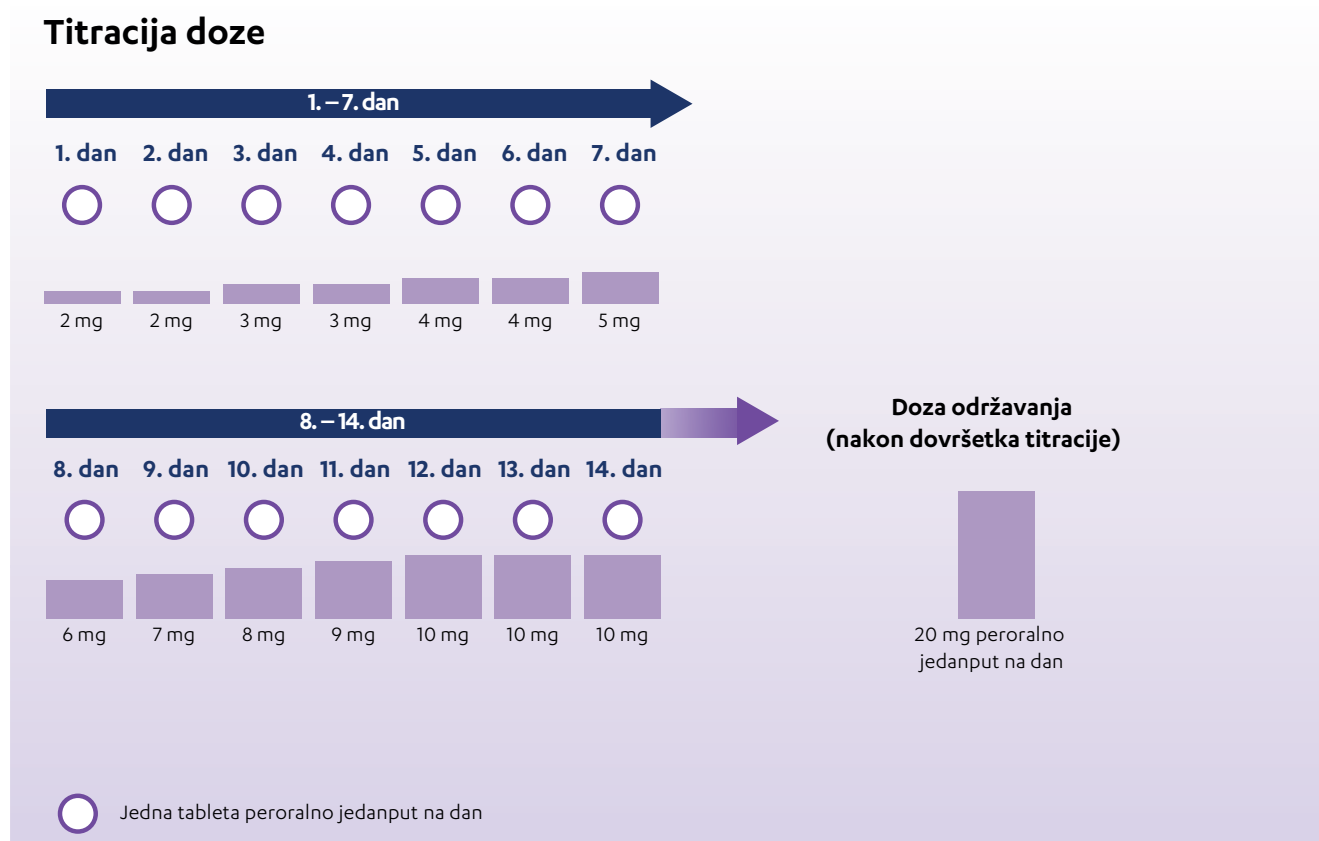 Titracija doze
1. – 7. dan
1. dan 2. dan 3. dan 4. dan 5. dan 6. dan 7. dan
2 mg 2 mg 3 mg 3 mg 4 mg 4 mg 5 mg
8. – 14. dan
Doza održavanja
(nakon dovršetka titracije)
8. dan 9. dan 10. dan 11. dan 12. dan 13. dan 14. dan
6 mg 7 mg 8 mg 9 mg 10 mg 10 mg 10 mg
20 mg peroralno
jedanput na dan
Jedna tableta peroralno jedanput na dan